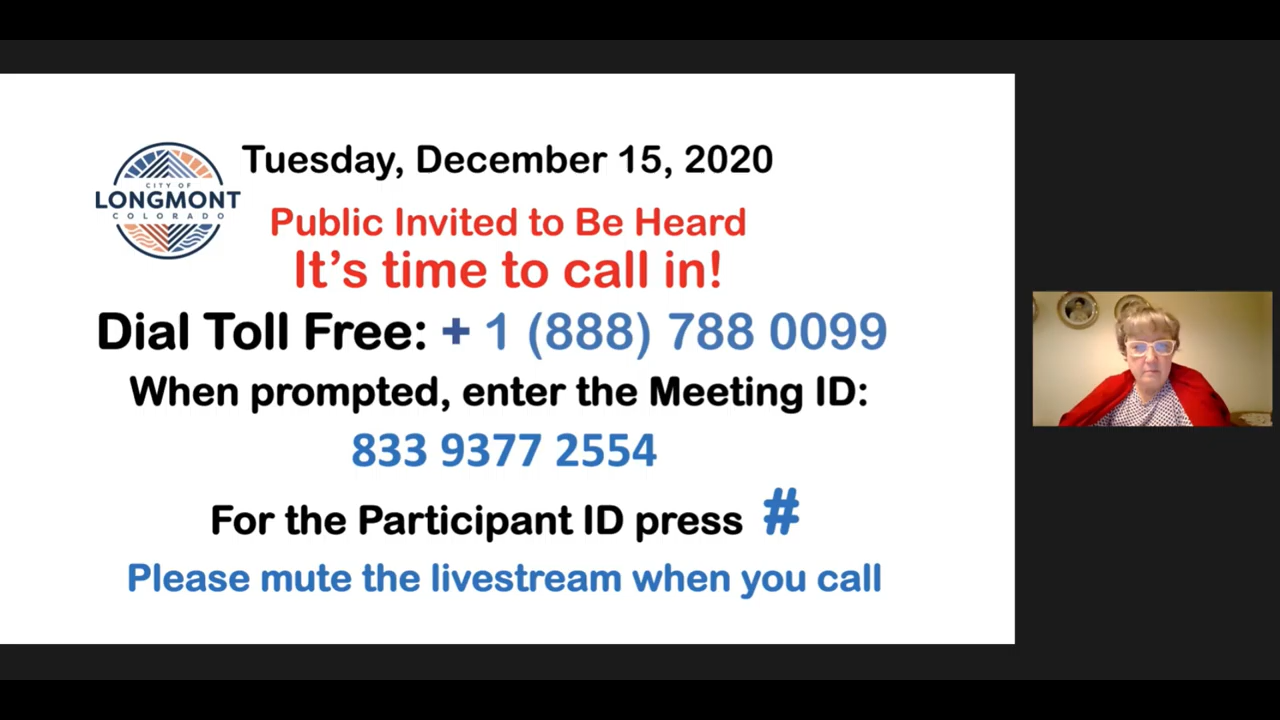 Tuesday, December 15, 2020
CITY OF
LONGMONT
COLORADO
Public Invited to Be Heard
It's time to call in!
Dial Toll Free: + 1 (888) 788 0099
When prompted, enter the Meeting ID:
833 9377 2554
For the Participant ID press #
Please mute the livestream when you call